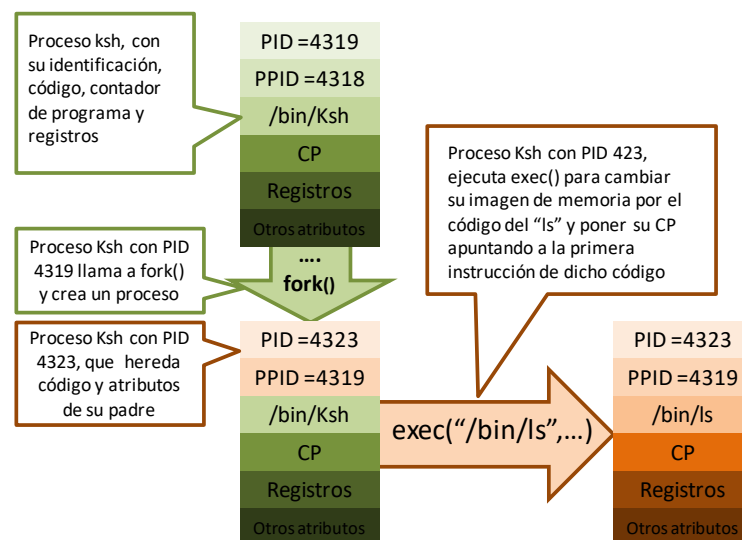 Proceso ksh, con
su identificación,
código, contador
de programa y
registros
PID =4319
PPID =4318
/bin/Ksh
CP
Registros
Otros atributos
Proceso Ksh con PID
4319 llama a fork()
y crea un proceso
....
fork()
Proceso Ksh con PID 423,
ejecuta exec() para cambiar
su imagen de memoria por el
código del “ls” y poner su CP
apuntando a la primera
instrucción de dicho código
Proceso Ksh con PID
4323, que hereda
código y atributos
de su padre
PID =4323
PPID =4319
/bin/Ksh
CP
Registros
Otros atributos
exec(“/bin/ls”,…)
PID =4323
PPID =4319
/bin/ls
CP
Registros
Otros atributos